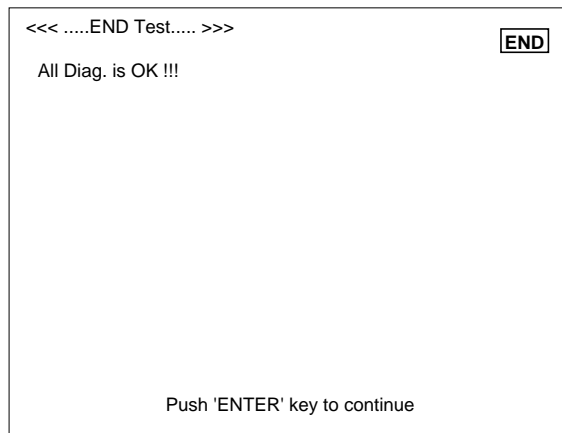 <<< .....END Test..... >>>
END
All Diag. is OK !!!
Push 'ENTER' key to continue